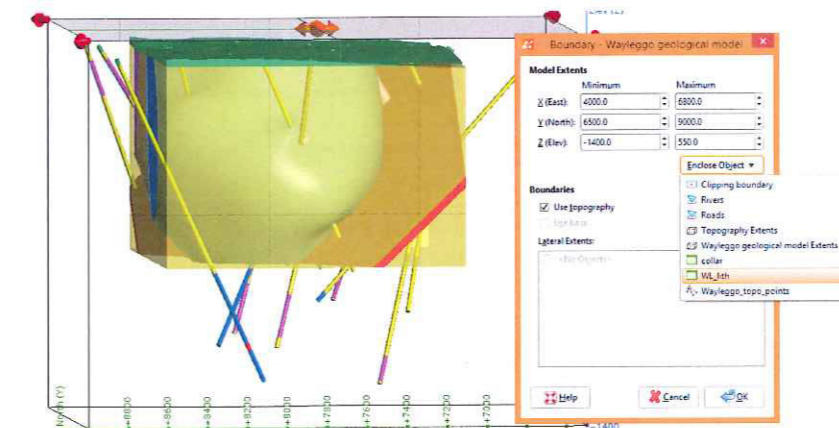 Boundary - Wayleggo geological model
Model Extents
Minimum Maximum
X (East): 4000.0 6800.0
Y (North): 6500.0 9000.0
Z (Elev): -1400.0 550.0
Enclose Object
Clipping boundary
Rivers
Roads
Topography Extents
Wayleggo geological model Extents
collar
WL_lith
Wayleggo_topo_points
Boundaries
Use topography
Lateral Extents:
<No Objects>
Help Cancel OK
North (Y)
+8800
+8600
+8400
+8200
+8000
+7800
+7600
+7400
+7200
+7000
-1400